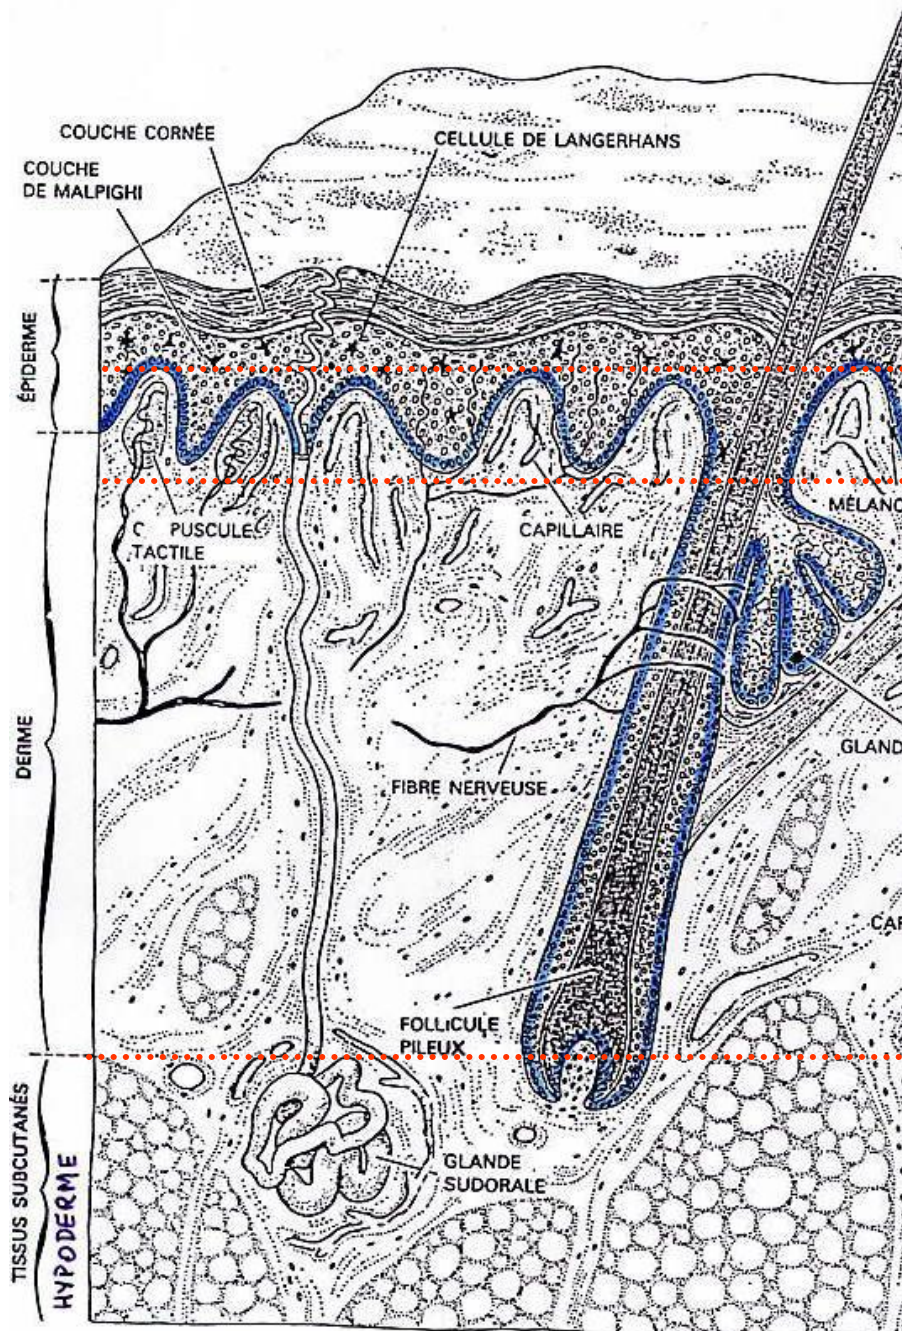 COUCHE CORNÉE
CELLULE DE LANGERHANS
COUCHE
DE MALPIGHI
ÉPIDERME
MÉLANO
C PUSCULE
TACTILE
CAPILLAIRE
DERME
GLAND
FIBRE NERVEUSE
CAP
FOLLICULE
PILEUX
GLANDE
SUDORALE
TISSUS SUBCUTANÉS
HYPODERME